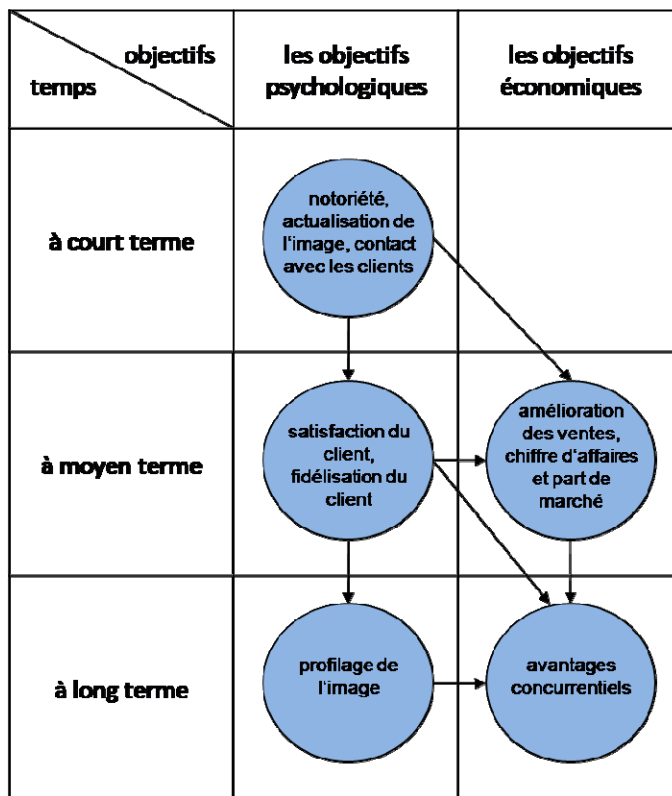 objectifs
temps
les objectifs
psychologiques
les objectifs
économiques
à court terme
notoriété,
actualisation de
l'image, contact
avec les clients
à moyen terme
satisfaction du
client,
fidélisation du
client
amélioration
des ventes,
chiffre d'affaires
et part de
marché
à long terme
profilage de
l'image
avantages
concurrentiels